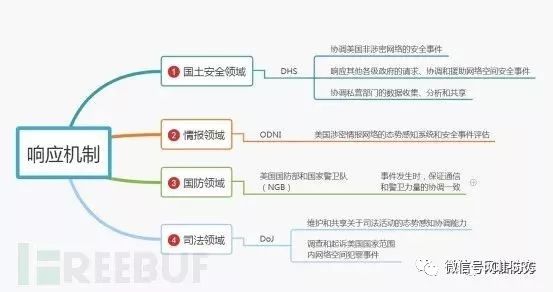 响应机制
1 国土安全领域
DHS
协调美国非涉密网络的安全事件
响应其他各级政府的请求、协调和援助网络空间安全事件
协调私营部门的数据收集、分析和共享
2 情报领域
ODNI
美国涉密情报网络的态势感知系统和安全事件评估
3 国防领域
美国国防部和国家警卫队
（NGB）
事件发生时，保证通信
和警卫力量的协调一致
4 司法领域
DoJ
维护和共享关于司法活动的态势感知协调能力
调查和起诉美国国家范围
内网络空间犯罪事件
FREEBUF